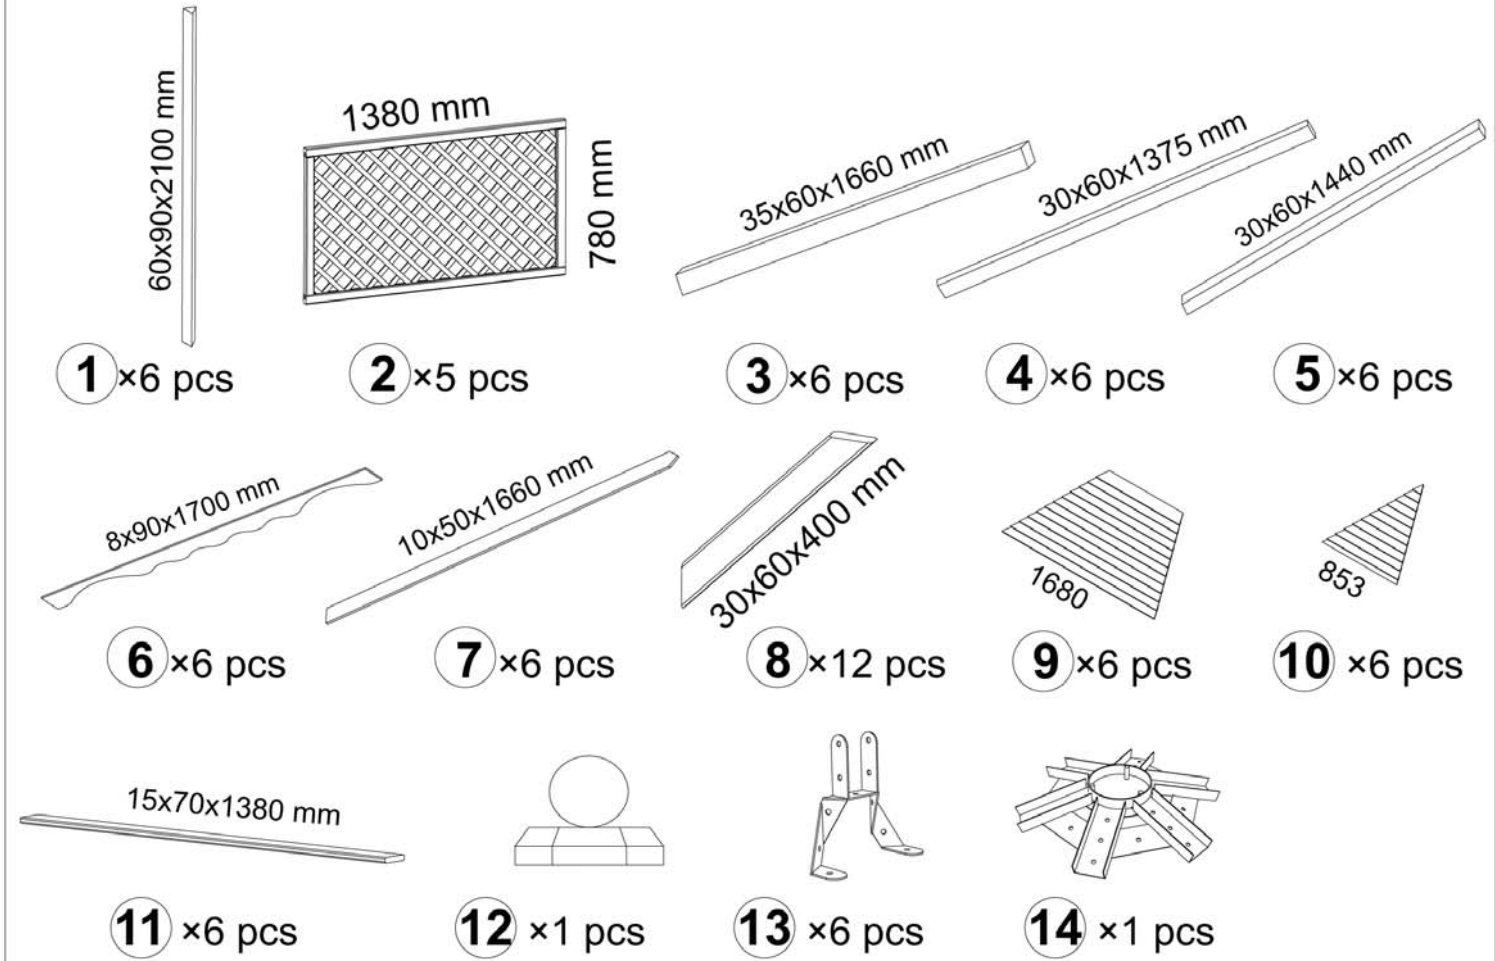 60x90x2100 mm
1380 mm
780 mm
35x60x1660 mm
30x60x1375 mm
30x60x1440 mm
1 ×6 pcs
2 ×5 pcs
3 ×6 pcs
4 ×6 pcs
5 ×6 pcs
8x90x1700 mm
10x50x1660 mm
30x60x400 mm
1680
853
6 ×6 pcs
7 ×6 pcs
8 ×12 pcs
9 ×6 pcs
10 ×6 pcs
15x70x1380 mm
11 ×6 pcs
12 ×1 pcs
13 ×6 pcs
14 ×1 pcs